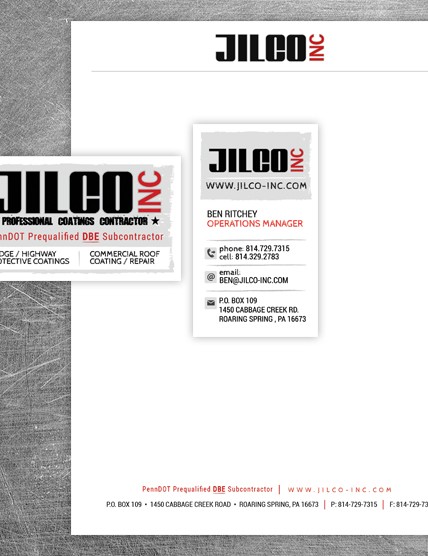 JILCO INC
JILCO INC
PROFESSIONAL COATINGS CONTRACTOR ★
PennDOT Prequalified DBE Subcontractor
DGE / HIGHWAY
OTECTIVE COATINGS
COMMERCIAL ROOF
COATING / REPAIR
JILCO INC
WWW.JILCO-INC.COM
BEN RITCHEY
OPERATIONS MANAGER
phone: 814.729.7315
cell: 814.329.2783
email:
BEN@JILCO-INC.COM
P.O. BOX 109
1450 CABBAGE CREEK RD.
ROARING SPRING , PA 16673
PennDOT Prequalified DBE Subcontractor | WWW.JILCO-INC.COM
P.O. BOX 109 • 1450 CABBAGE CREEK ROAD • ROARING SPRING, PA 16673 | P: 814-729-7315 | F: 814-729-73